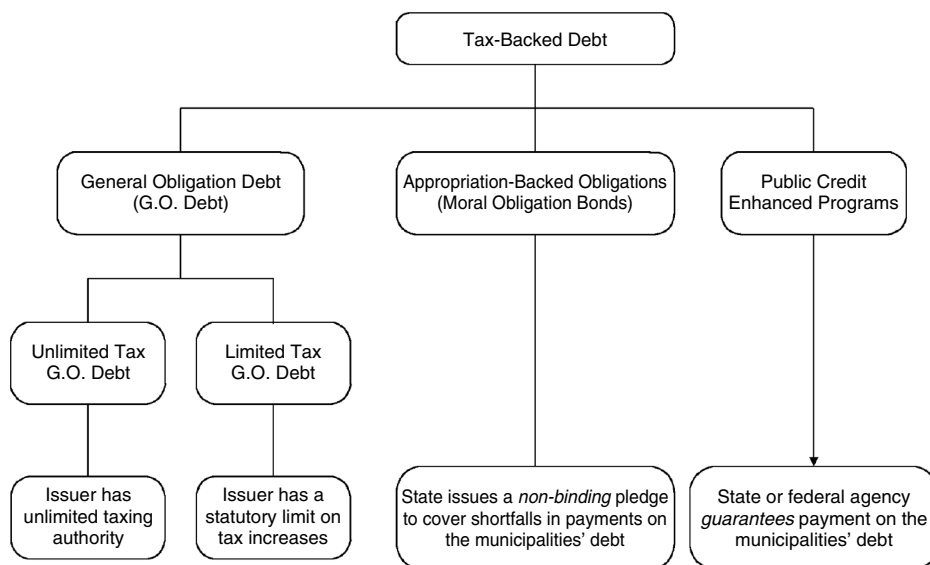 Tax-Backed Debt
General Obligation Debt
(G.O. Debt)
Appropriation-Backed Obligations
(Moral Obligation Bonds)
Public Credit
Enhanced Programs
Unlimited Tax
G.O. Debt
Limited Tax
G.O. Debt
Issuer has
unlimited taxing
authority
Issuer has a
statutory limit on
tax increases
State issues a non-binding pledge
to cover shortfalls in payments on
the municipalities' debt
State or federal agency
guarantees payment on the
municipalities' debt